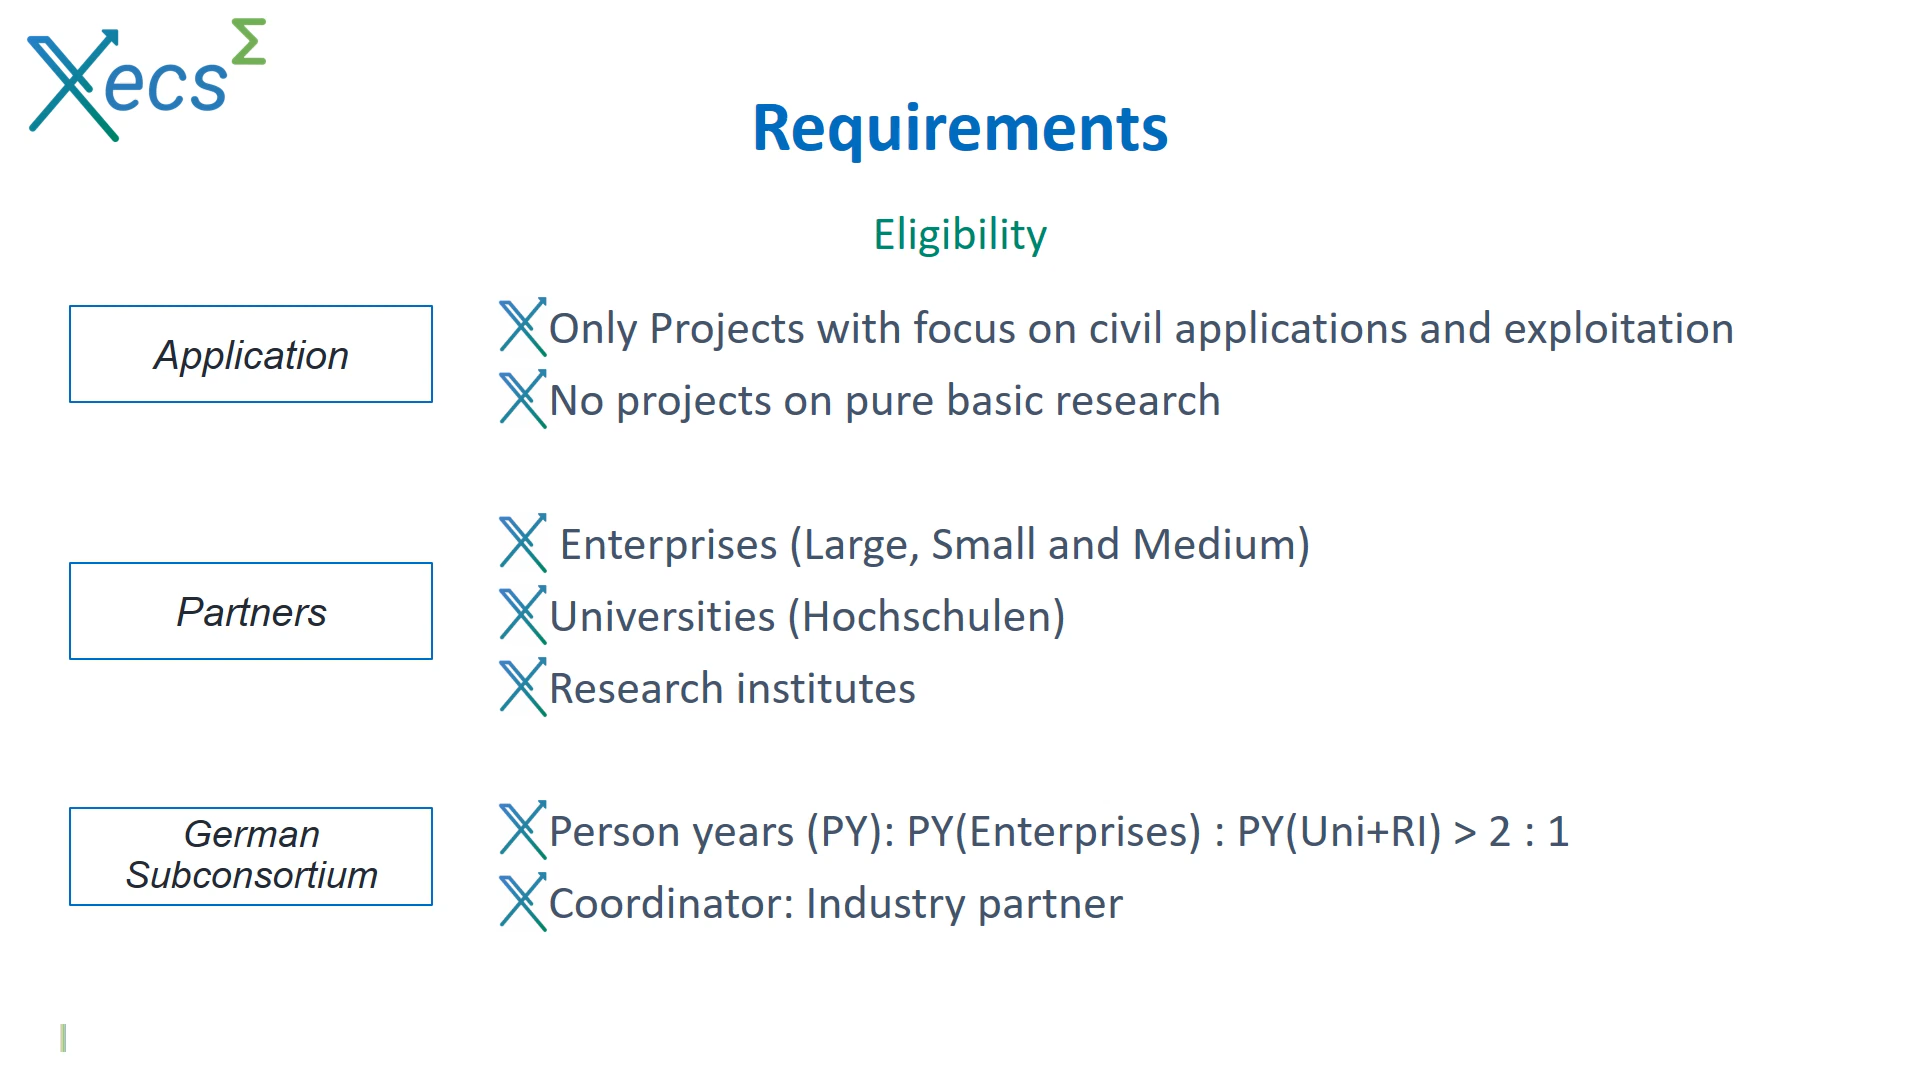 Xecs Σ
Requirements
Eligibility
Application
Only Projects with focus on civil applications and exploitation
No projects on pure basic research
Partners
Enterprises (Large, Small and Medium)
Universities (Hochschulen)
Research institutes
German
Subconsortium
Person years (PY): PY(Enterprises) : PY(Uni+RI) > 2 : 1
Coordinator: Industry partner